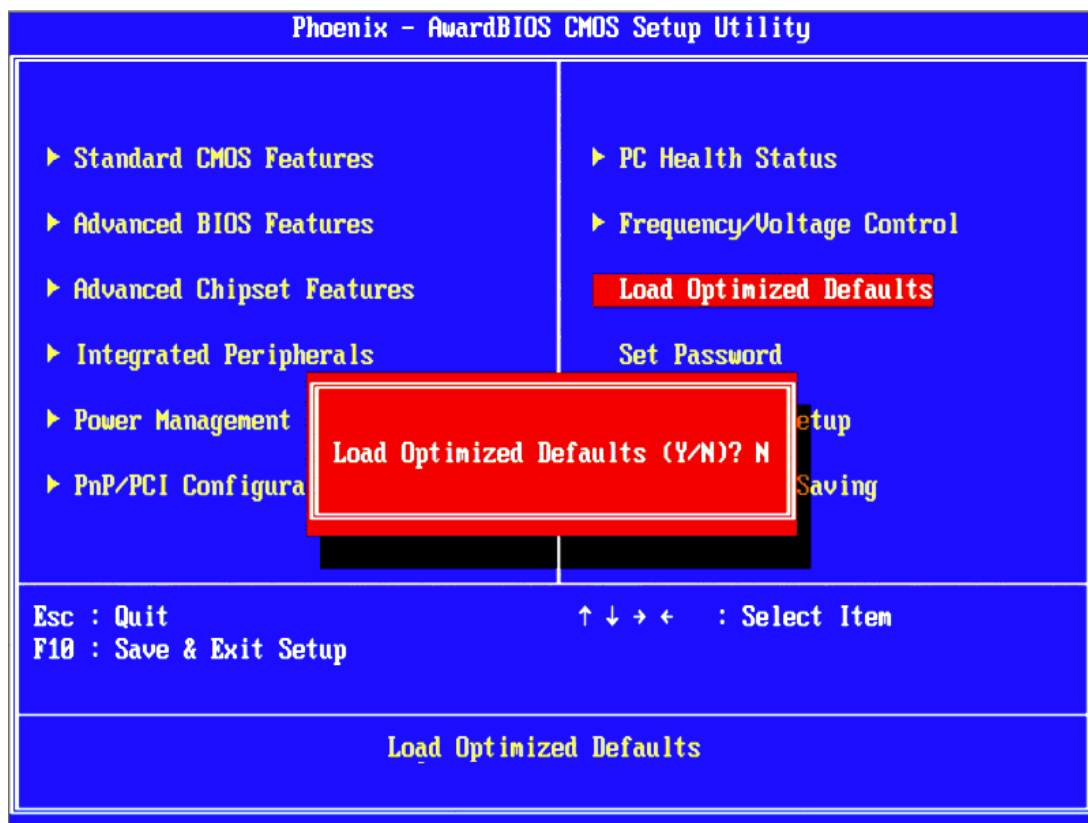 Phoenix - AwardBIOS CMOS Setup Utility
Standard CMOS Features
Advanced BIOS Features
Advanced Chipset Features
Integrated Peripherals
Power Management
PnP/PCI Configura
PC Health Status
Frequency/Voltage Control
Load Optimized Defaults
Set Password
etup
Saving
Load Optimized Defaults (Y/N)? N
Esc : Quit
F10 : Save & Exit Setup
↑ ↓ → ← : Select Item
Load Optimized Defaults